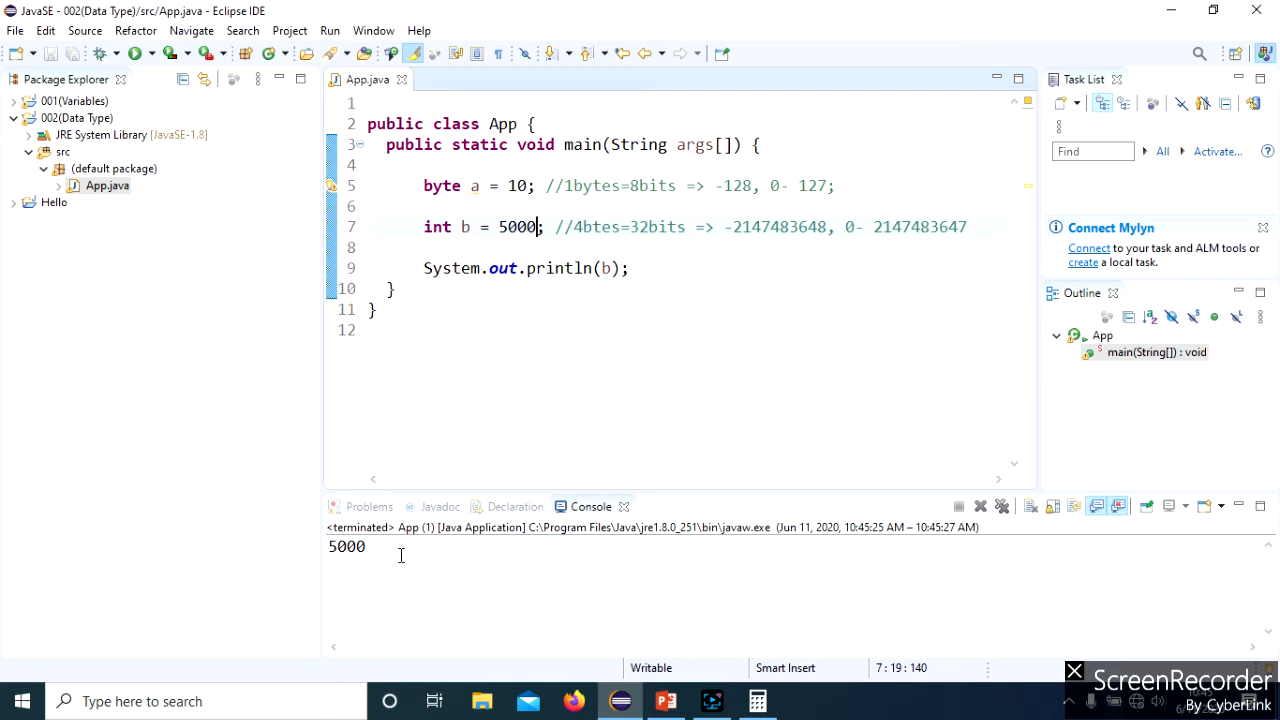 JavaSE - 002(Data Type)/src/App.java - Eclipse IDE
File Edit Source Refactor Navigate Search Project Run Window Help
Package Explorer
001(Variables)
002(Data Type)
JRE System Library [JavaSE-1.8]
src
(default package)
App.java
Hello
App.java
1
2 public class App {
3 public static void main(String args[]) {
4
5 byte a = 10; //1bytes=8bits => -128, 0- 127;
6
7 int b = 5000; //4btes=32bits => -2147483648, 0- 2147483647
8
9 System.out.println(b);
10 }
11 }
12
Task List
Find All Activate...
Connect Mylyn
Connect to your task and ALM tools or
create a local task.
Outline
App
main(String[]) : void
Problems Javadoc Declaration Console
<terminated> App (1) [Java Application] C:\Program Files\Java\jre1.8.0_251\bin\javaw.exe (Jun 11, 2020, 10:45:25 AM – 10:45:27 AM)
5000
Writable Smart Insert 7 : 19 : 140
Type here to search
ScreenRecorder
By CyberLink